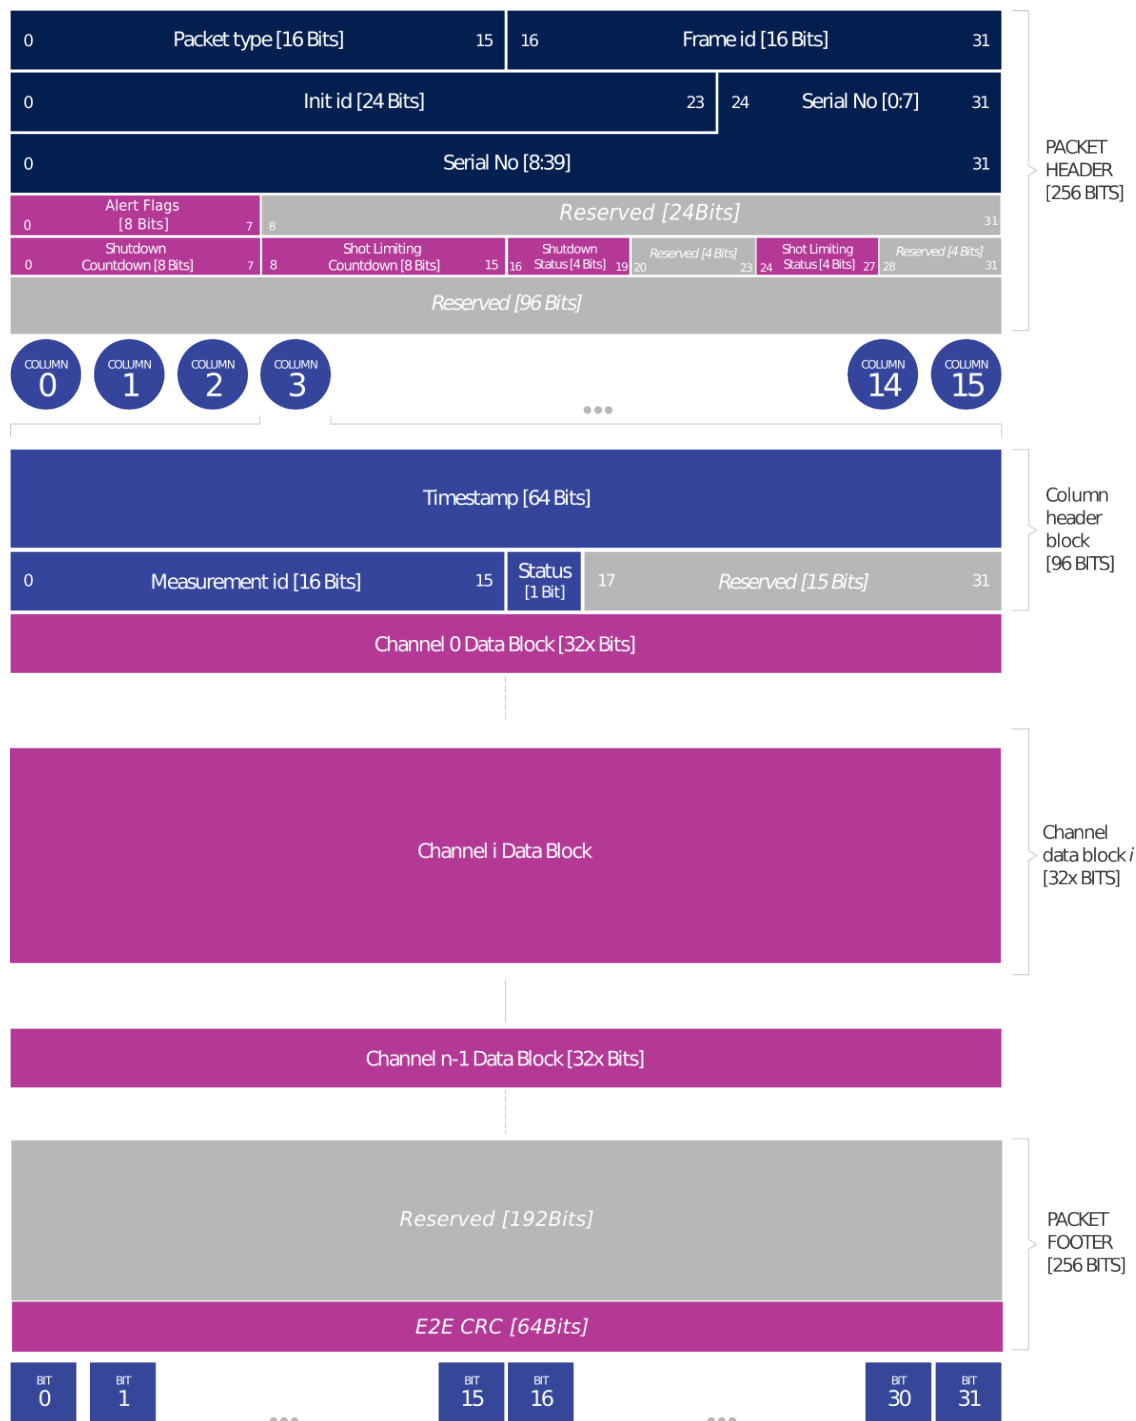 0 Packet type [16 Bits] 15 16 Frame id [16 Bits] 31
0 Init id [24 Bits] 23 24 Serial No [0:7] 31
0 Serial No [8:39] 31
PACKET
HEADER
[256 BITS]
Alert Flags
0 [8 Bits] 7 8 Reserved [24Bits] 31
Shutdown
0 Countdown [8 Bits] 7
Shot Limiting
8 Countdown [8 Bits] 15
Shutdown
16 Status [4 Bits] 19
Reserved [4 Bits]
20 23
Shot Limiting
24 Status [4 Bits] 27
Reserved [4 Bits]
28 31
Reserved [96 Bits]
COLUMN
0
COLUMN
1
COLUMN
2
COLUMN
3
COLUMN
14
COLUMN
15
Timestamp [64 Bits]
Column
header
block
[96 BITS]
0 Measurement id [16 Bits] 15
Status
[1 Bit]
17 Reserved [15 Bits] 31
Channel 0 Data Block [32x Bits]
Channel i Data Block
Channel
data block i
[32x BITS]
Channel n-1 Data Block [32x Bits]
Reserved [192Bits]
PACKET
FOOTER
[256 BITS]
E2E CRC [64Bits]
BIT
0
BIT
1
BIT
15
BIT
16
BIT
30
BIT
31